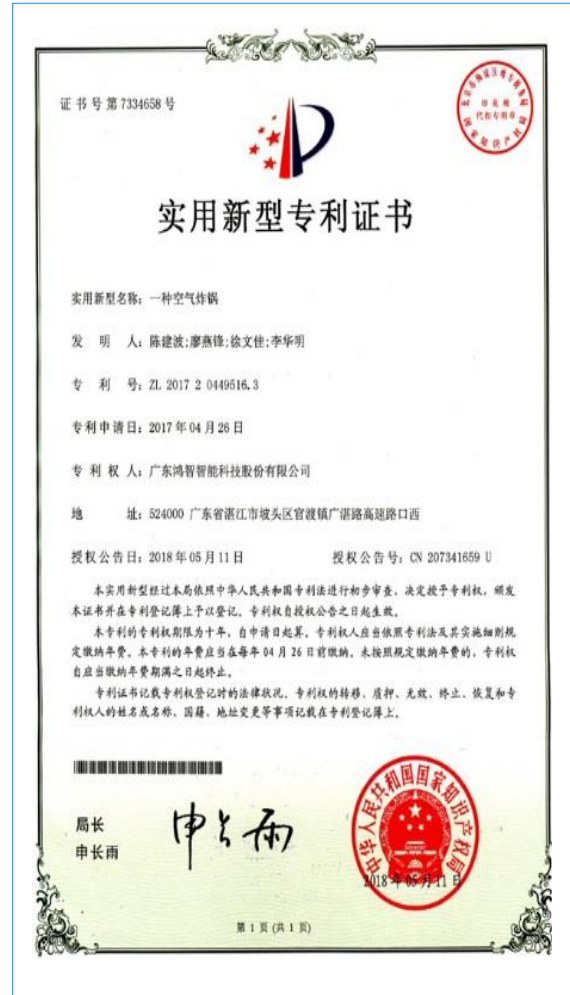 证书号第7334658号
实用新型专利证书
实用新型名称：一种空气炸锅
发 明 人：陈建波;廖燕锋;徐文佳;李华明
专 利 号：ZL 2017 2 0449516.3
专利申请日：2017年04月26日
专 利 权 人：广东鸿智智能科技股份有限公司
地 址：524000 广东省湛江市坡头区官渡镇广湛路高速路口西
授权公告日：2018年05月11日 授权公告号：CN 207341659 U
本实用新型经过本局依照中华人民共和国专利法进行初步审查，决定授予专利权，颁发
本证书并在专利登记簿上予以登记。专利权自授权公告之日起生效。
本专利的专利权期限为十年，自申请日起算。专利权人应当依照专利法及其实施细则规
定缴纳年费。本专利的年费应当在每年04月26日前缴纳。未按照规定缴纳年费的，专利权
自应当缴纳年费期满之日起终止。
专利证书记载专利权登记时的法律状况。专利权的转移、质押、无效、终止、恢复和专
利权人的姓名或名称、国籍、地址变更等事项记载在专利登记簿上。
局长
申长雨
申长雨
中华人民共和国国家知识产权局
2018年05月11日
第 1 页 (共 1 页)